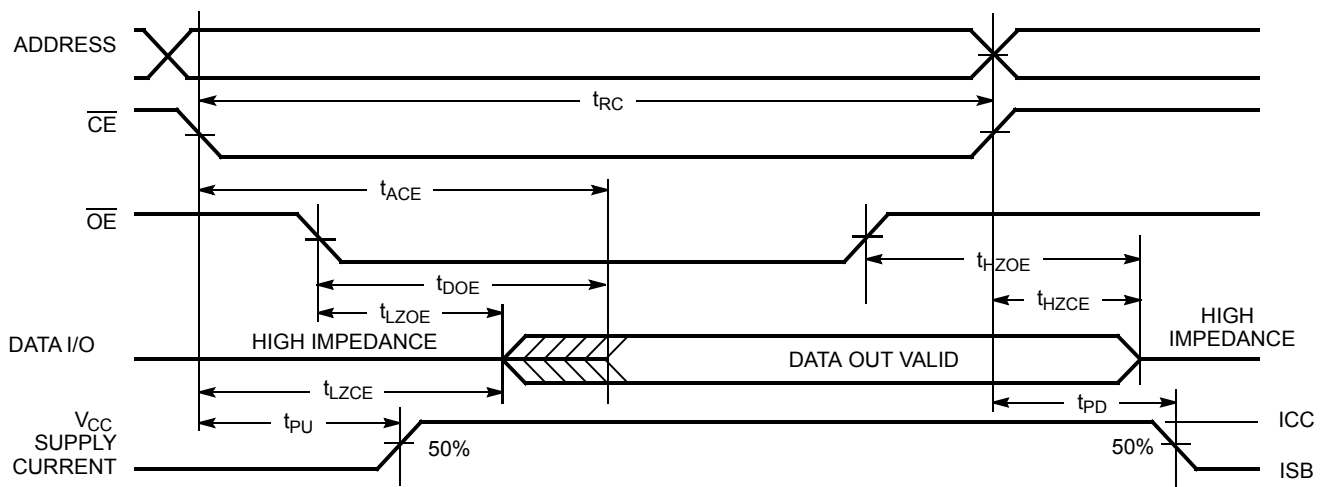 ADDRESS
tRC
CE
tACE
OE
tHZOE
tDOE
tHZCE
tLZOE
HIGH
IMPEDANCE
DATA I/O
HIGH IMPEDANCE
DATA OUT VALID
tLZCE
tPD
VCC
SUPPLY
CURRENT
tPU
50%
50%
ICC
ISB